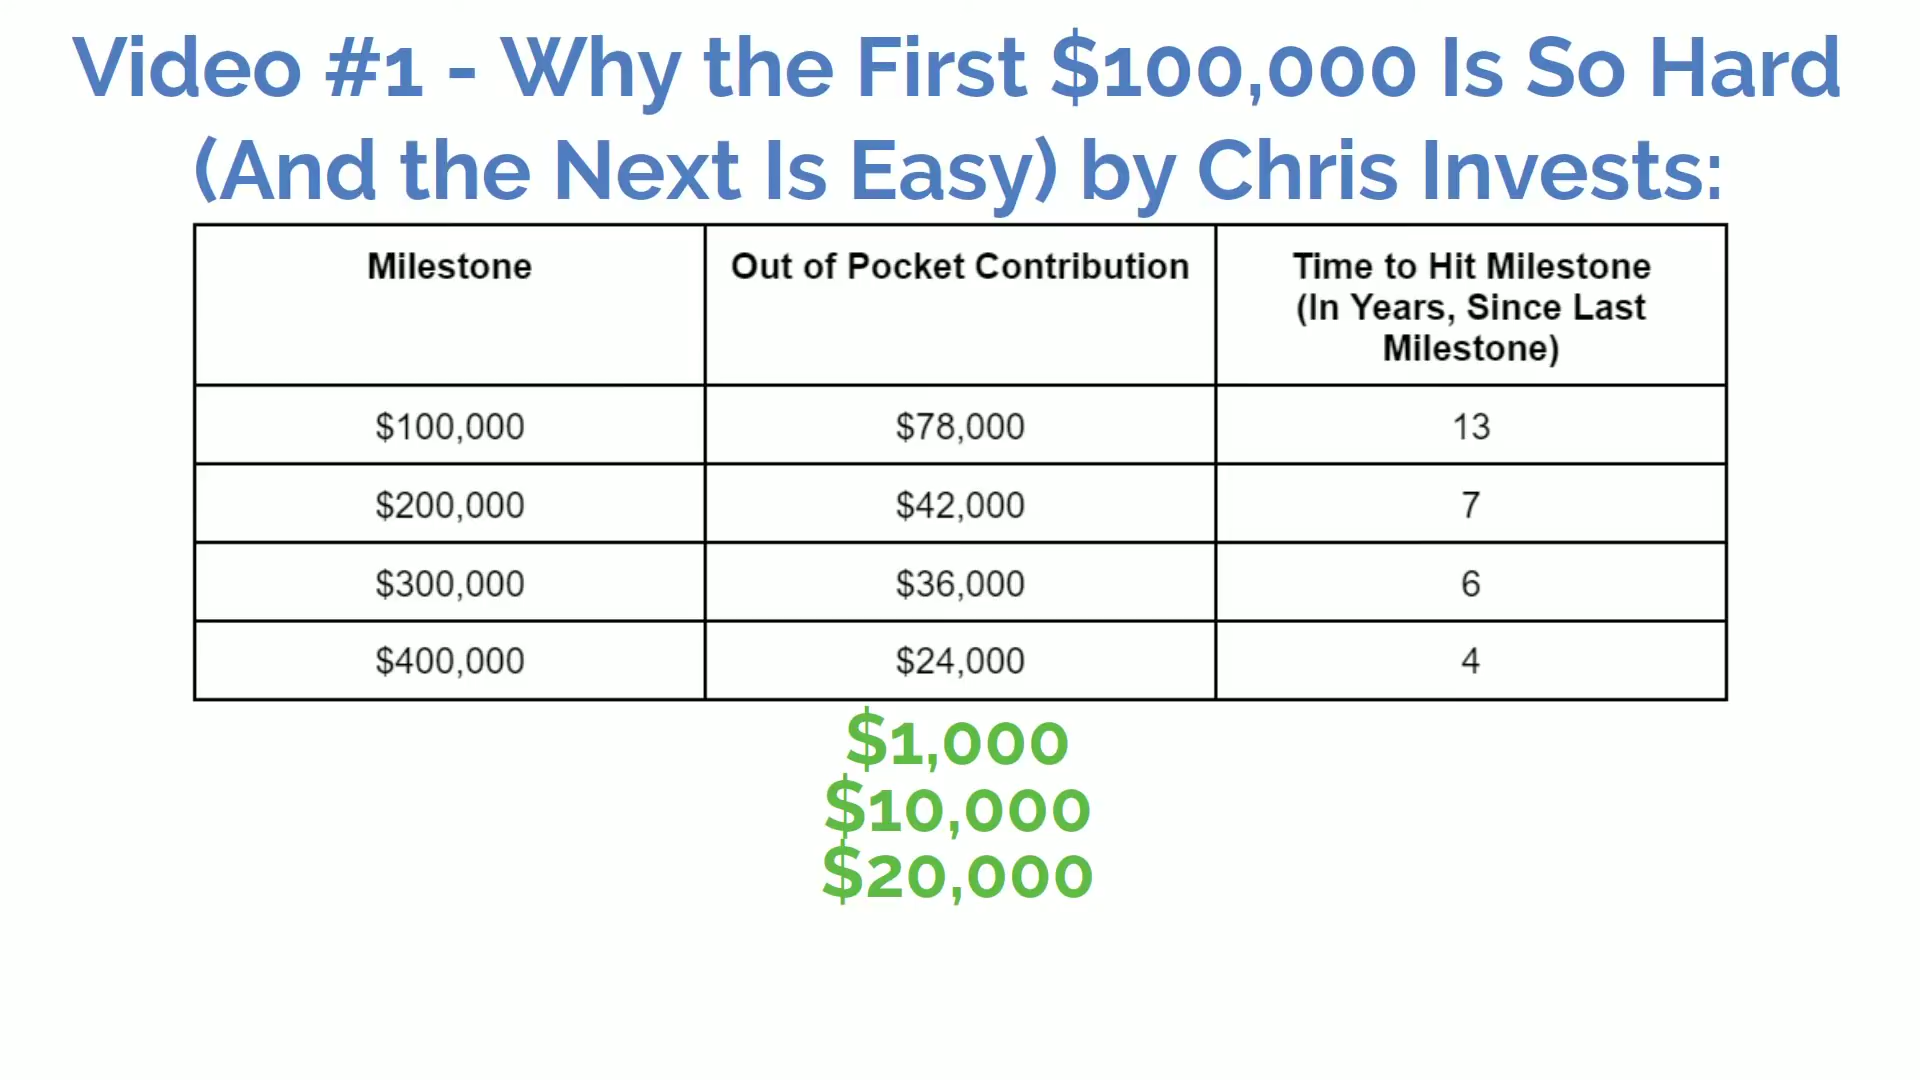 Video #1 - Why the First $100,000 Is So Hard
(And the Next Is Easy) by Chris Invests:
Milestone
Out of Pocket Contribution
Time to Hit Milestone
(In Years, Since Last
Milestone)
$100,000
$78,000
13
$200,000
$42,000
7
$300,000
$36,000
6
$400,000
$24,000
4
$1,000
$10,000
$20,000